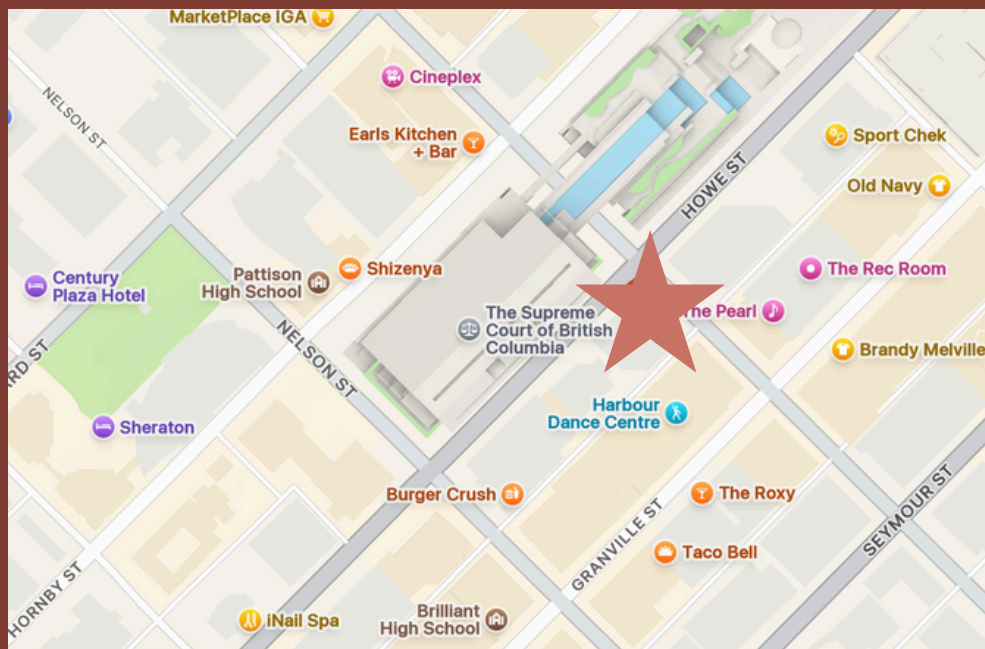 MarketPlace IGA
Cineplex
NELSON ST
Earls Kitchen
+ Bar
Sport Chek
HOWE ST
Old Navy
Pattison
High School
Shizenya
The Rec Room
Century
Plaza Hotel
The Supreme
Court of British
Columbia
The Pearl
NELSON ST
ARD ST
Brandy Melville
Harbour
Dance Centre
Sheraton
Burger Crush
The Roxy
GRANVILLE ST
SEYMOUR ST
Taco Bell
HORNBY ST
iNail Spa
Brilliant
High School